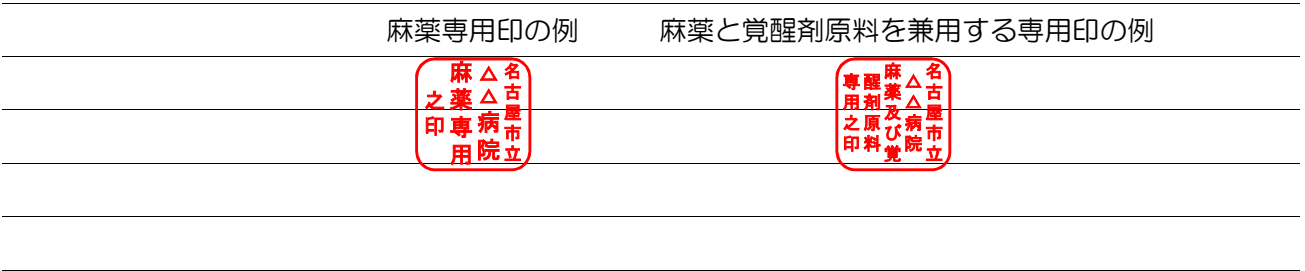 麻薬専用印の例
麻薬と覚醒剤原料を兼用する専用印の例
名古屋市立
△△病院
麻薬専用
之印
名古屋市立
△△病院
麻薬及び覚
醒剤原料
専用之印